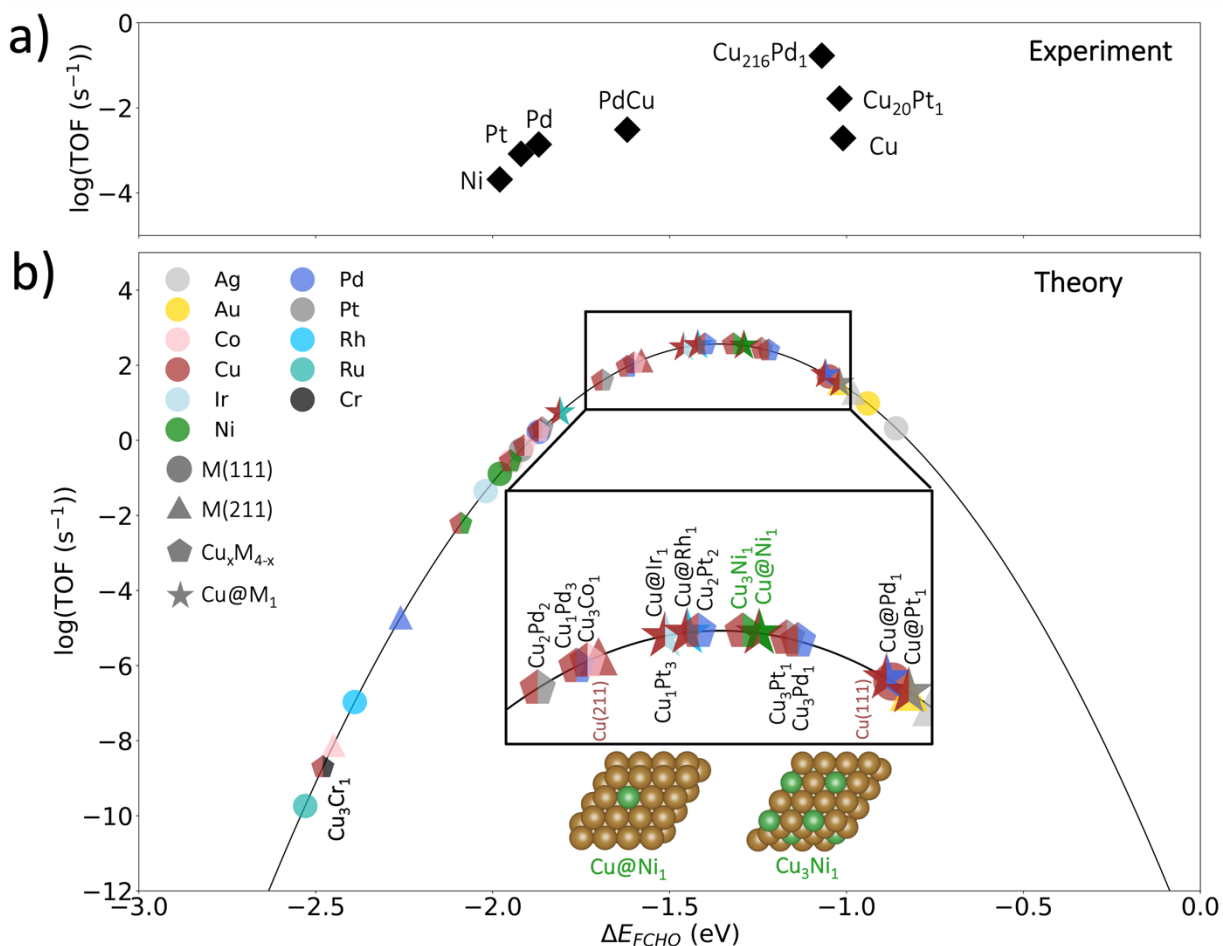 a)
0
−2
−4
log(TOF (s⁻¹))
Experiment
Cu₂₁₆Pd₁
Cu₂₀Pt₁
PdCu
Pd
Pt
Cu
Ni
b)
Theory
4
2
0
−2
−4
−6
−8
−10
−12
log(TOF (s⁻¹))
Ag
Au
Co
Cu
Ir
Ni
Pd
Pt
Rh
Ru
Cr
M(111)
M(211)
CuₓM₄₋ₓ
Cu@M₁
Cu₂Pd₂
Cu₁Pd₃
Cu₃Co₁
Cu(211)
Cu@Ir₁
Cu@Rh₁
Cu₂Pt₂
Cu₁Pt₃
Cu₃Ni₁
Cu@Ni₁
Cu₃Pt₁
Cu₃Pd₁
Cu(111)
Cu@Pd₁
Cu@Pt₁
Cu₃Cr₁
Cu@Ni₁
Cu₃Ni₁
−3.0
−2.5
−2.0
−1.5
−1.0
−0.5
0.0
ΔE_FCHO (eV)